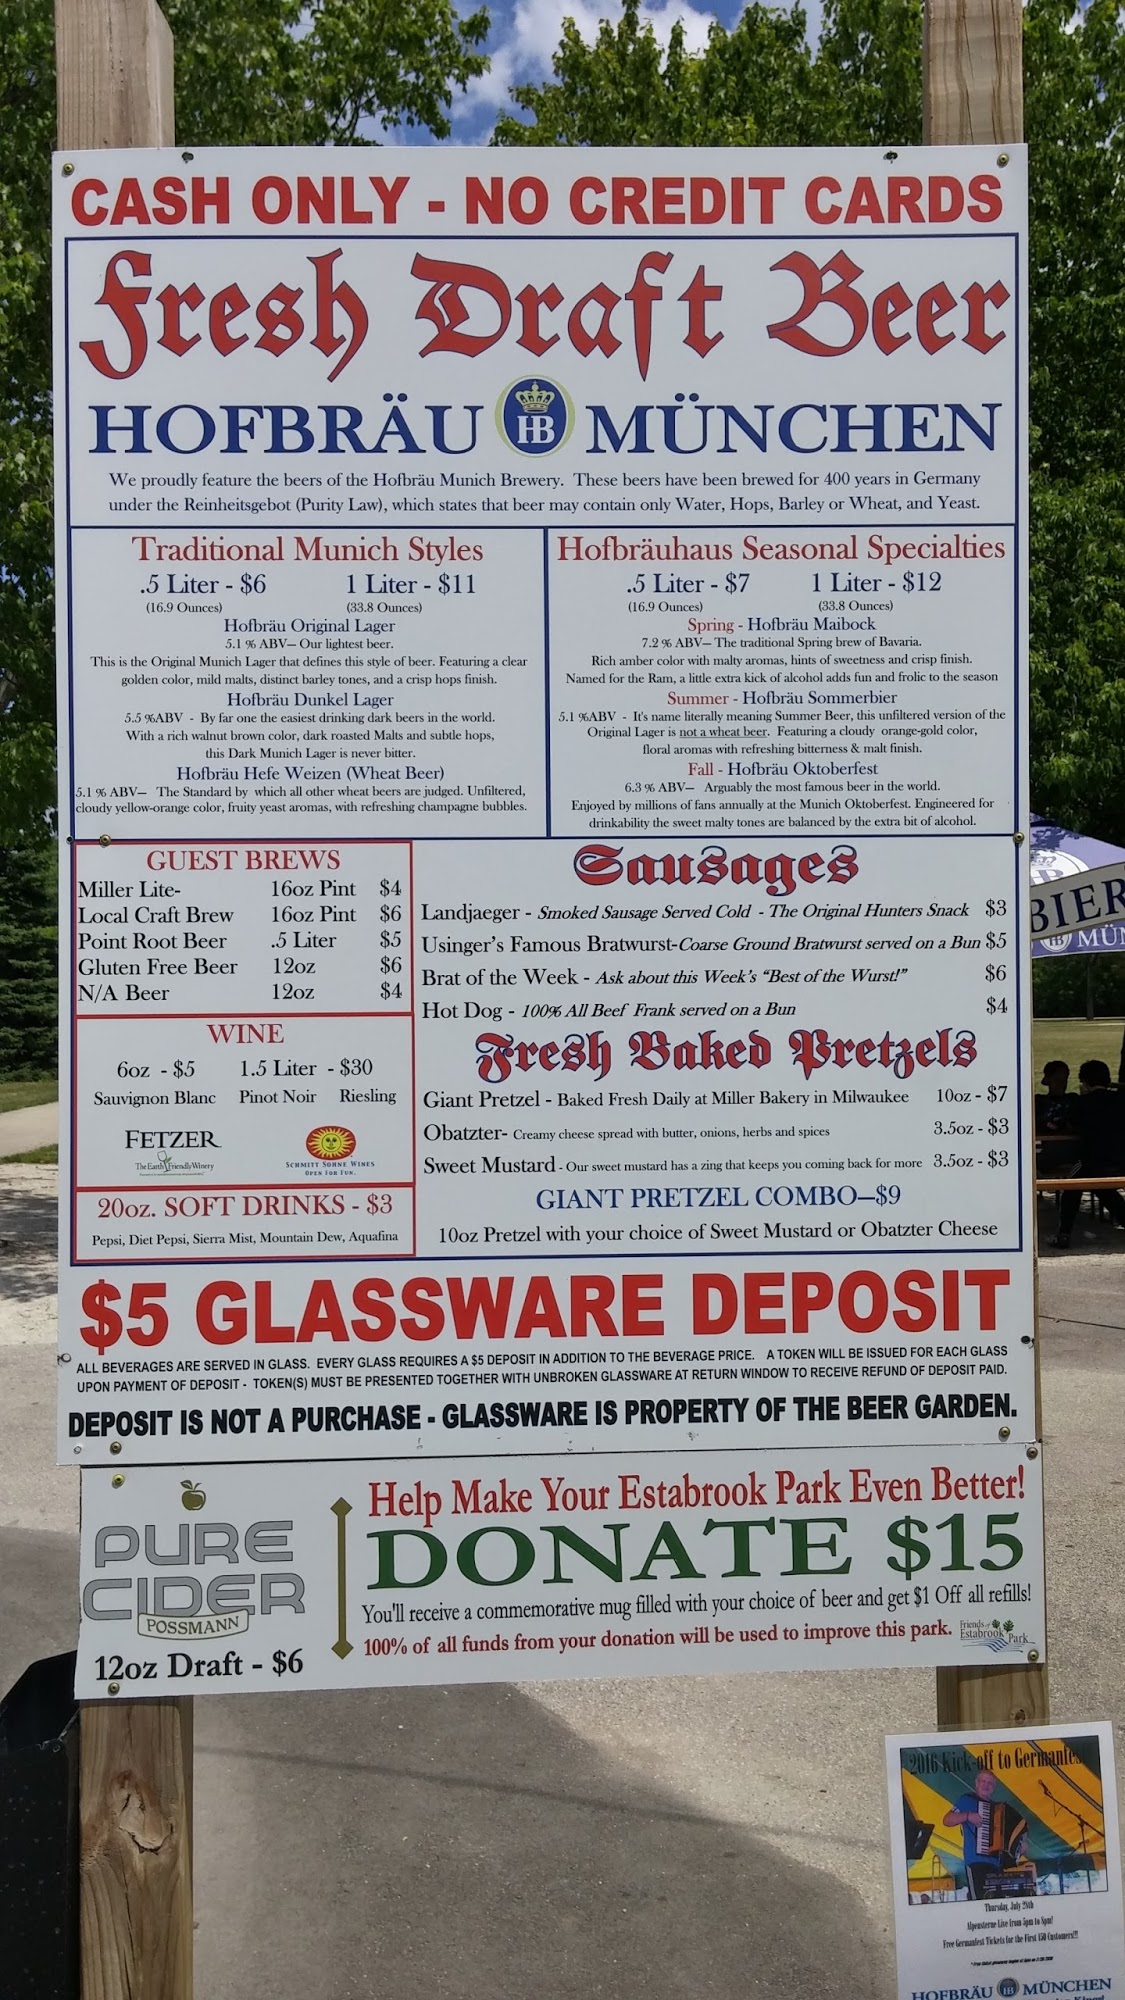 CASH ONLY - NO CREDIT CARDS
Fresh Draft Beer
HOFBRÄU HB MÜNCHEN
We proudly feature the beers of the Hofbräu Munich Brewery. These beers have been brewed for 400 years in Germany
under the Reinheitsgebot (Purity Law), which states that beer may contain only Water, Hops, Barley or Wheat, and Yeast.
Traditional Munich Styles
.5 Liter - $6 1 Liter - $11
(16.9 Ounces) (33.8 Ounces)
Hofbräu Original Lager
5.1 % ABV— Our lightest beer.
This is the Original Munich Lager that defines this style of beer. Featuring a clear
golden color, mild malts, distinct barley tones, and a crisp hops finish.
Hofbräu Dunkel Lager
5.5 %ABV - By far one the easiest drinking dark beers in the world.
With a rich walnut brown color, dark roasted Malts and subtle hops,
this Dark Munich Lager is never bitter.
Hofbräu Hefe Weizen (Wheat Beer)
5.1 % ABV— The Standard by which all other wheat beers are judged. Unfiltered,
cloudy yellow-orange color, fruity yeast aromas, with refreshing champagne bubbles.
Hofbräuhaus Seasonal Specialties
.5 Liter - $7 1 Liter - $12
(16.9 Ounces) (33.8 Ounces)
Spring - Hofbräu Maibock
7.2 % ABV— The traditional Spring brew of Bavaria.
Rich amber color with malty aromas, hints of sweetness and crisp finish.
Named for the Ram, a little extra kick of alcohol adds fun and frolic to the season
Summer - Hofbräu Sommerbier
5.1 %ABV - It's name literally meaning Summer Beer, this unfiltered version of the
Original Lager is not a wheat beer. Featuring a cloudy orange-gold color,
floral aromas with refreshing bitterness & malt finish.
Fall - Hofbräu Oktoberfest
6.3 % ABV— Arguably the most famous beer in the world.
Enjoyed by millions of fans annually at the Munich Oktoberfest. Engineered for
drinkability the sweet malty tones are balanced by the extra bit of alcohol.
GUEST BREWS
Miller Lite- 16oz Pint $4
Local Craft Brew 16oz Pint $6
Point Root Beer .5 Liter $5
Gluten Free Beer 12oz $6
N/A Beer 12oz $4
WINE
6oz - $5 1.5 Liter - $30
Sauvignon Blanc Pinot Noir Riesling
FETZER
The Earth Friendly Winery
SCHMITT SOHNE WINES
OPEN FOR FUN.
20oz. SOFT DRINKS - $3
Pepsi, Diet Pepsi, Sierra Mist, Mountain Dew, Aquafina
Sausages
Landjaeger - Smoked Sausage Served Cold - The Original Hunters Snack $3
Usinger's Famous Bratwurst-Coarse Ground Bratwurst served on a Bun $5
Brat of the Week - Ask about this Week's "Best of the Wurst!" $6
Hot Dog - 100% All Beef Frank served on a Bun $4
Fresh Baked Pretzels
Giant Pretzel - Baked Fresh Daily at Miller Bakery in Milwaukee 10oz - $7
Obatzter- Creamy cheese spread with butter, onions, herbs and spices 3.5oz - $3
Sweet Mustard - Our sweet mustard has a zing that keeps you coming back for more 3.5oz - $3
GIANT PRETZEL COMBO—$9
10oz Pretzel with your choice of Sweet Mustard or Obatzter Cheese
$5 GLASSWARE DEPOSIT
ALL BEVERAGES ARE SERVED IN GLASS. EVERY GLASS REQUIRES A $5 DEPOSIT IN ADDITION TO THE BEVERAGE PRICE. A TOKEN WILL BE ISSUED FOR EACH GLASS
UPON PAYMENT OF DEPOSIT - TOKEN(S) MUST BE PRESENTED TOGETHER WITH UNBROKEN GLASSWARE AT RETURN WINDOW TO RECEIVE REFUND OF DEPOSIT PAID.
DEPOSIT IS NOT A PURCHASE - GLASSWARE IS PROPERTY OF THE BEER GARDEN.
PURE
CIDER
POSSMANN
12oz Draft - $6
Help Make Your Estabrook Park Even Better!
DONATE $15
You'll receive a commemorative mug filled with your choice of beer and get $1 Off all refills!
100% of all funds from your donation will be used to improve this park.
Friends of
Estabrook Park
BIER
HB MÜN
2016 Kick-off to Germanfes
Thursday, July 28th
Alpensterne Live from 5pm to 8pm!
Free Germanfest Tickets for the First 150 Customers!!!
HOFBRÄU HB MÜNCHEN